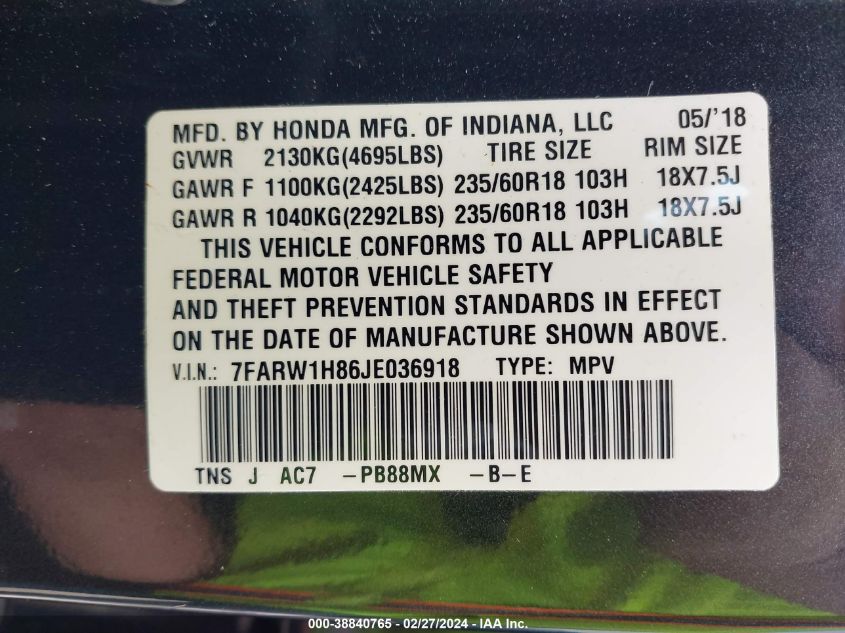 MFD. BY HONDA MFG. OF INDIANA, LLC 05/'18
GVWR 2130KG(4695LBS) TIRE SIZE RIM SIZE
GAWR F 1100KG(2425LBS) 235/60R18 103H 18X7.5J
GAWR R 1040KG(2292LBS) 235/60R18 103H 18X7.5J
THIS VEHICLE CONFORMS TO ALL APPLICABLE
FEDERAL MOTOR VEHICLE SAFETY
AND THEFT PREVENTION STANDARDS IN EFFECT
ON THE DATE OF MANUFACTURE SHOWN ABOVE.
V.I.N.: 7FARW1H86JE036918 TYPE: MPV
TNS J AC7 -PB88MX -B-E
000-38840765 - 02/27/2024 - IAA Inc.